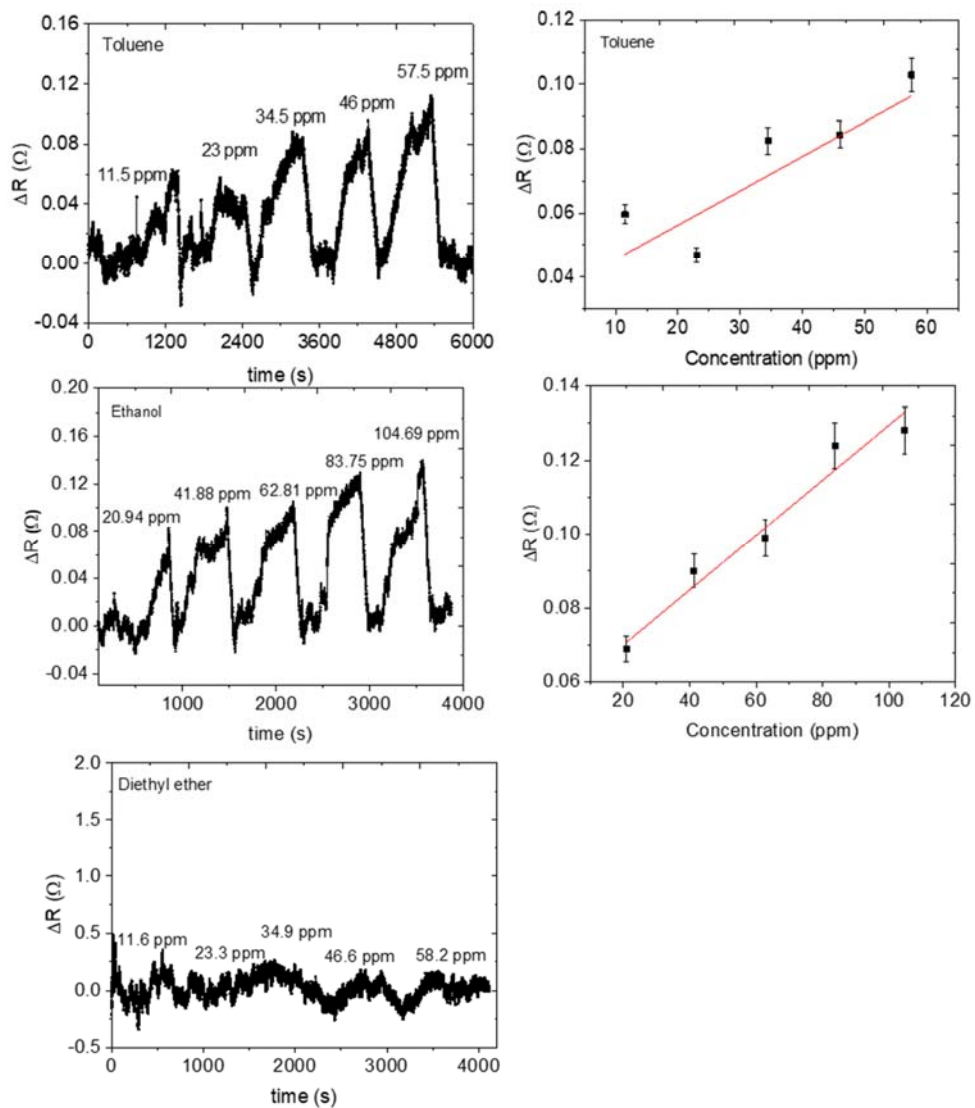 Toluene
57.5 ppm
46 ppm
34.5 ppm
23 ppm
11.5 ppm
0.16
0.12
0.08
0.04
0.00
-0.04
ΔR (Ω)
0 1200 2400 3600 4800 6000
time (s)
Toluene
0.12
0.10
0.08
0.06
0.04
ΔR (Ω)
10 20 30 40 50 60
Concentration (ppm)
Ethanol
104.69 ppm
83.75 ppm
62.81 ppm
41.88 ppm
20.94 ppm
0.20
0.16
0.12
0.08
0.04
0.00
-0.04
ΔR (Ω)
1000 2000 3000 4000
time (s)
0.14
0.12
0.10
0.08
0.06
ΔR (Ω)
20 40 60 80 100 120
Concentration (ppm)
Diethyl ether
2.0
1.5
1.0
0.5
0.0
-0.5
ΔR (Ω)
34.9 ppm
11.6 ppm
23.3 ppm 46.6 ppm 58.2 ppm
0 1000 2000 3000 4000
time (s)